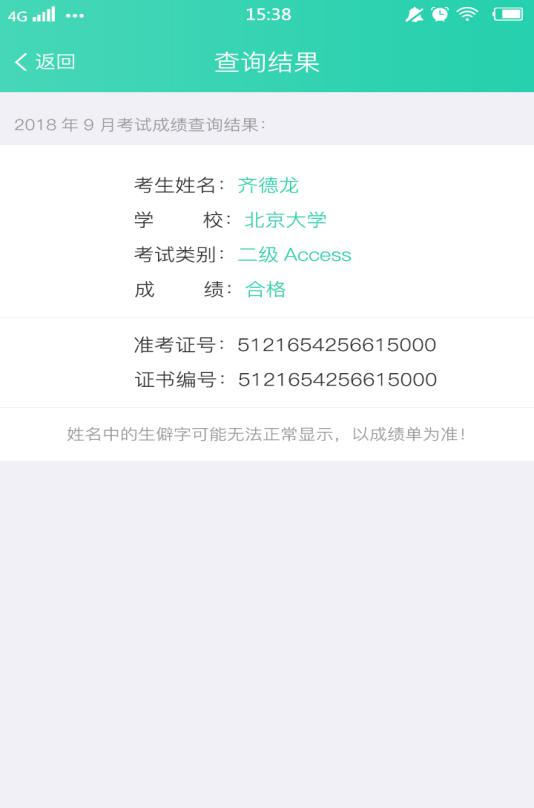 4G 15:38
返回 查询结果
2018 年 9 月考试成绩查询结果：
考生姓名：齐德龙
学 校：北京大学
考试类别：二级 Access
成 绩：合格
准考证号：5121654256615000
证书编号：5121654256615000
姓名中的生僻字可能无法正常显示，以成绩单为准！